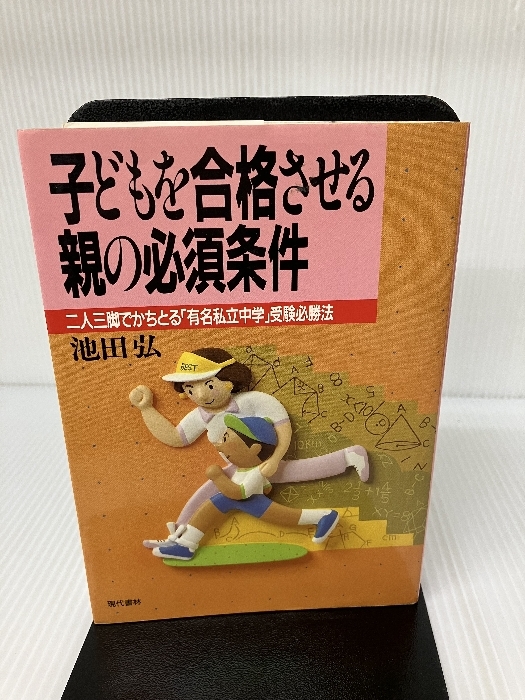 子どもを合格させる
親の必須条件
二人三脚でかちとる「有名私立中学」受験必勝法
池田弘
BEST
現代書林